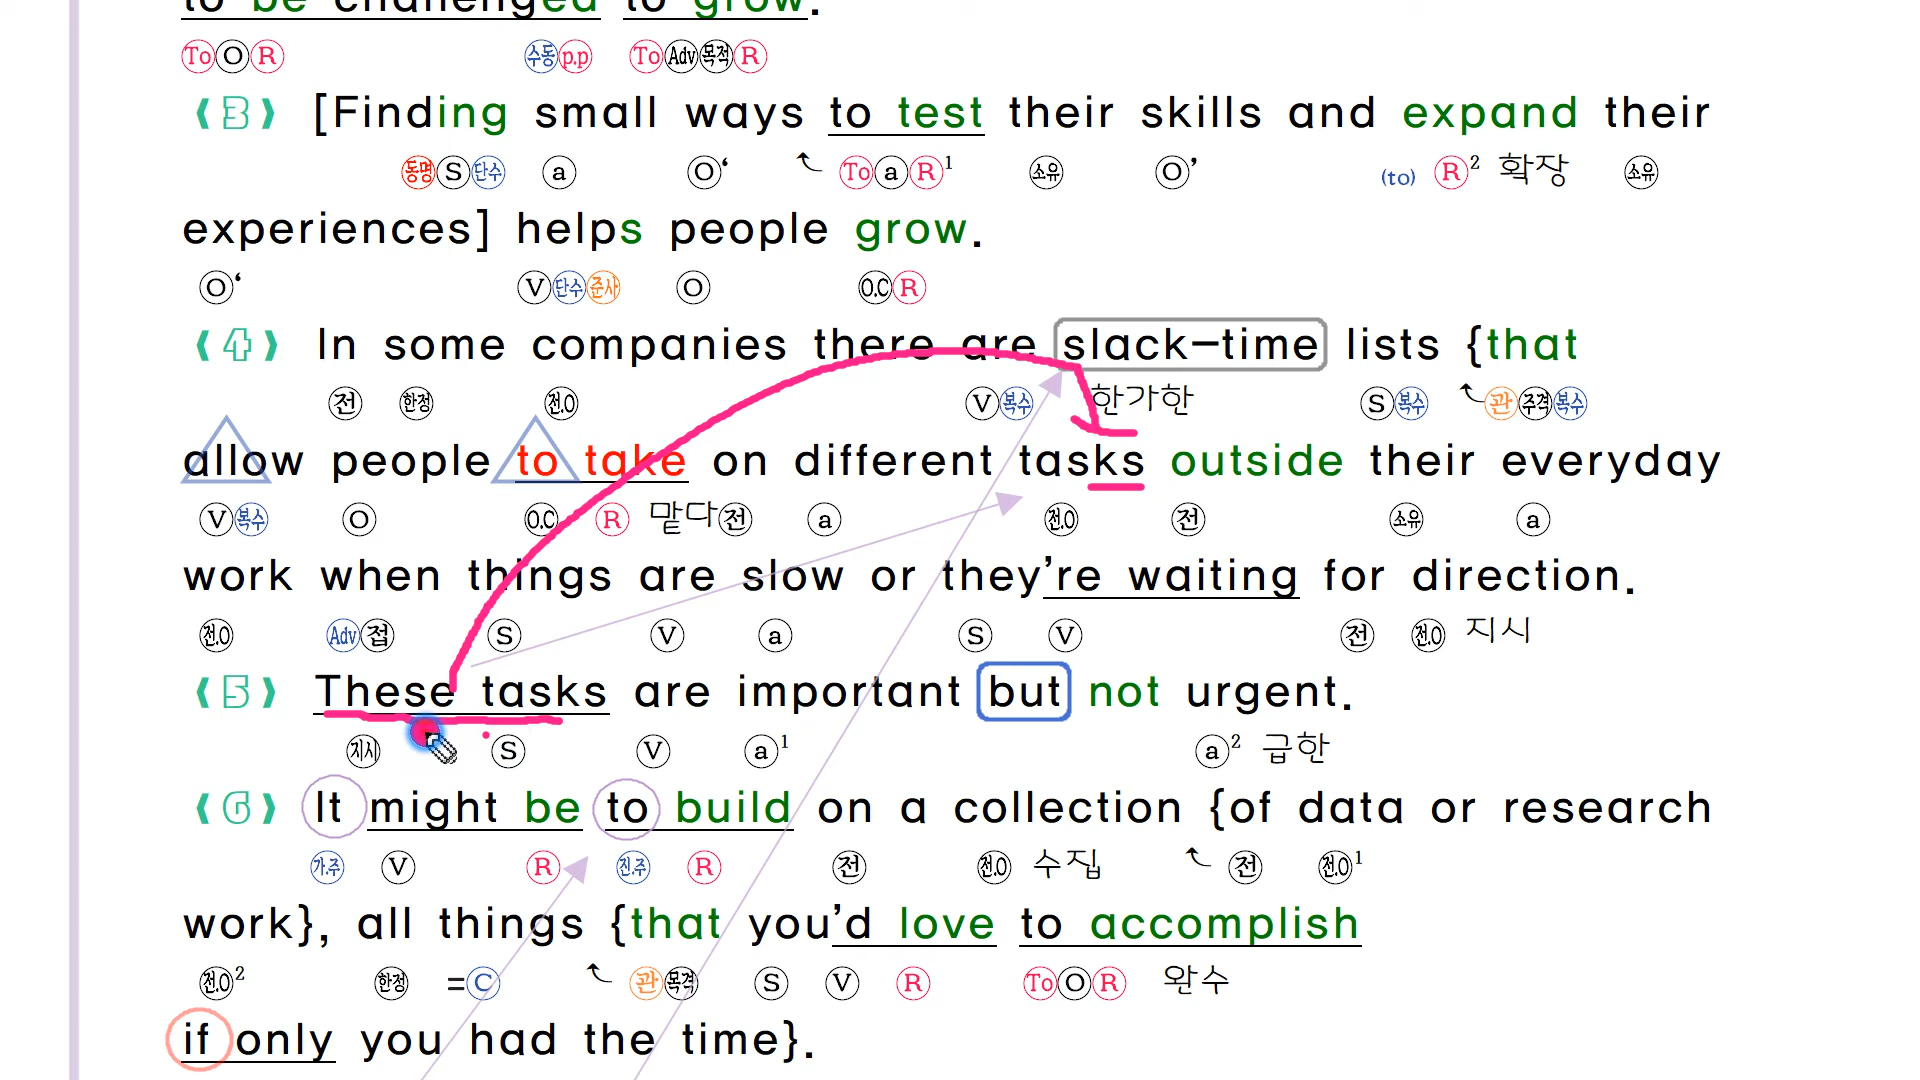 to be challenged to grow.
To O R 수동 p.p To Adv 목적 R
❨3❩ [Finding small ways to test their skills and expand their
동명 S 단수 a O‘ To a R1 소유 O’ (to) R2 확장 소유
experiences] helps people grow.
O‘ V 단수 준사 O O.C R
❨4❩ In some companies there are slack-time lists {that
전 한정 전.O V 복수 한가한 S 복수 관 주격 복수
allow people to take on different tasks outside their everyday
V 복수 O O.C R 맡다 전 a 전.O 전 소유 a
work when things are slow or they’re waiting for direction.
전.O Adv 접 S V a S V 전 전.O 지시
❨5❩ These tasks are important but not urgent.
지시 S V a1 a2 급한
❨6❩ It might be to build on a collection {of data or research
가.주 V R 진.주 R 전 전.O 수집 전 전.O1
work}, all things {that you’d love to accomplish
전.O2 한정 =C 관 목격 S V R To O R 완수
if only you had the time}.